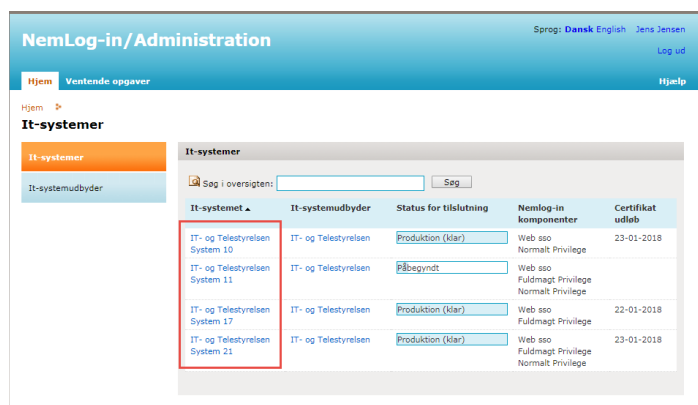 NemLog-in/Administration
Sprog: Dansk English Jens Jensen
Log ud
Hjem Ventende opgaver Hjælp
Hjem
It-systemer
It-systemer
It-systemudbyder
It-systemer
Søg i oversigten: Søg
It-systemet It-systemudbyder Status for tilslutning Nemlog-in komponenter Certifikat udløb
IT- og Telestyrelsen System 10 IT- og Telestyrelsen Produktion (klar) Web sso Normalt Privilege 23-01-2018
IT- og Telestyrelsen System 11 IT- og Telestyrelsen Påbegyndt Web sso Fuldmagt Privilege Normalt Privilege
IT- og Telestyrelsen System 17 IT- og Telestyrelsen Produktion (klar) Web sso Fuldmagt Privilege 22-01-2018
IT- og Telestyrelsen System 21 IT- og Telestyrelsen Produktion (klar) Web sso Fuldmagt Privilege Normalt Privilege 23-01-2018